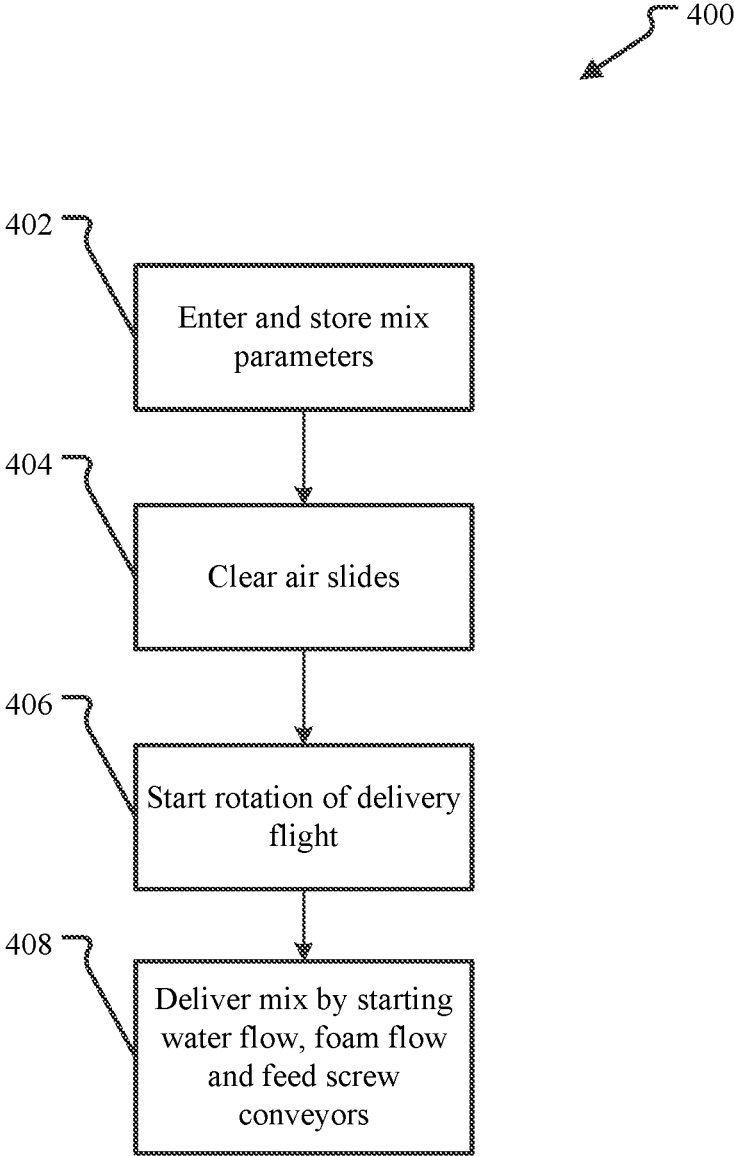 400
402
Enter and store mix
parameters
404
Clear air slides
406
Start rotation of delivery
flight
408
Deliver mix by starting
water flow, foam flow
and feed screw
conveyors